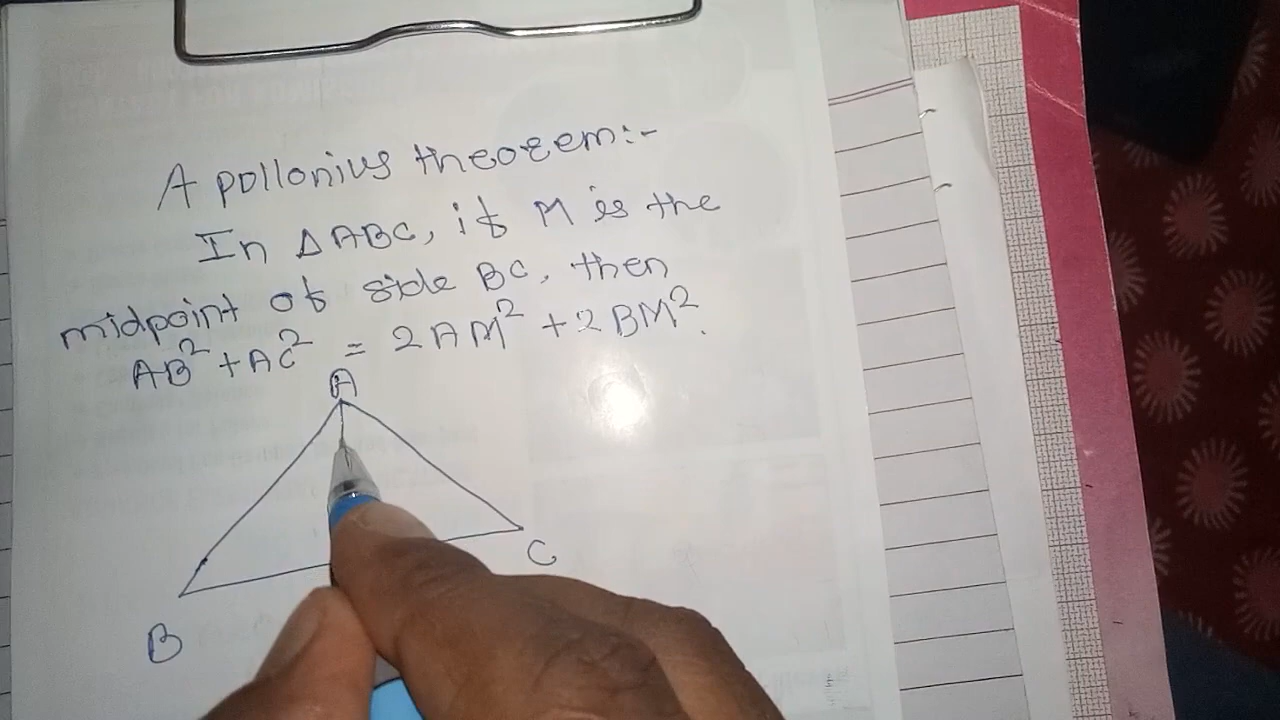 Apollonius theorem:-
In △ABC, if M is the
midpoint of side BC, then
AB² + AC² = 2AM² + 2BM².
A
C
B